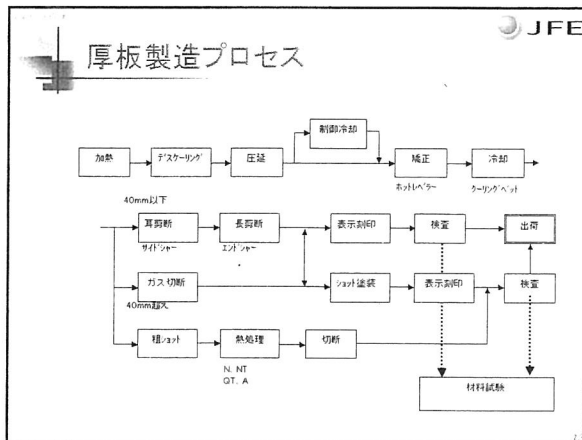 JFE
厚板製造プロセス
制御冷却
加熱
デスケーリング
圧延
矯正
冷却
ホットレベラー
クーリングベット
40mm以下
耳剪断
長剪断
表示刻印
検査
出荷
サイドシャー
エンドシャー
ガス切断
ショット塗装
表示刻印
検査
40mm超え
粗ショット
熱処理
切断
N. NT
QT. A
材料試験